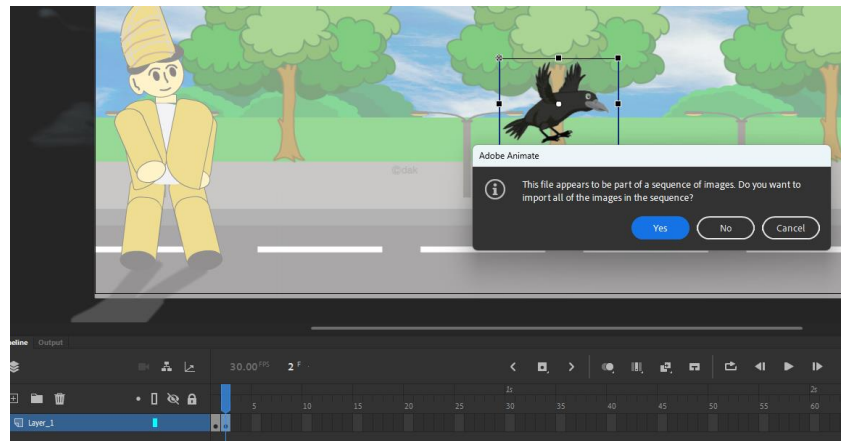 ©dsk
Adobe Animate
This file appears to be part of a sequence of images. Do you want to
import all of the images in the sequence?
Yes No Cancel
meline Output
30.00 FPS 2 F
1s 2s
5 10 15 20 25 30 35 40 45 50 55 60
Layer_1